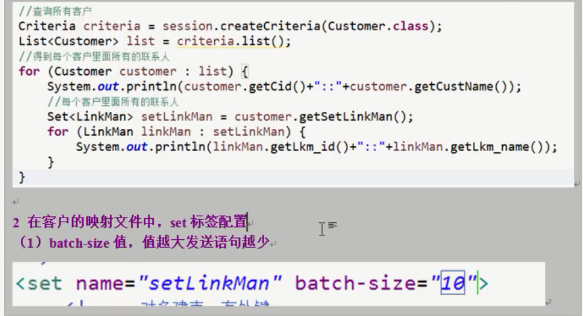 //查询所有客户
Criteria criteria = session.createCriteria(Customer.class);
List<Customer> list = criteria.list();
//得到每个客户里面所有的联系人
for (Customer customer : list) {
System.out.println(customer.getCid()+"::"+customer.getCustName());
//每个客户里面所有的联系人
Set<LinkMan> setLinkMan = customer.getSetLinkMan();
for (LinkMan linkMan : setLinkMan) {
System.out.println(linkMan.getLkm_id()+"::"+linkMan.getLkm_name());
}
}
2 在客户的映射文件中，set 标签配置
（1）batch-size 值，值越大发送语句越少
<set name="setLinkMan" batch-size="10">